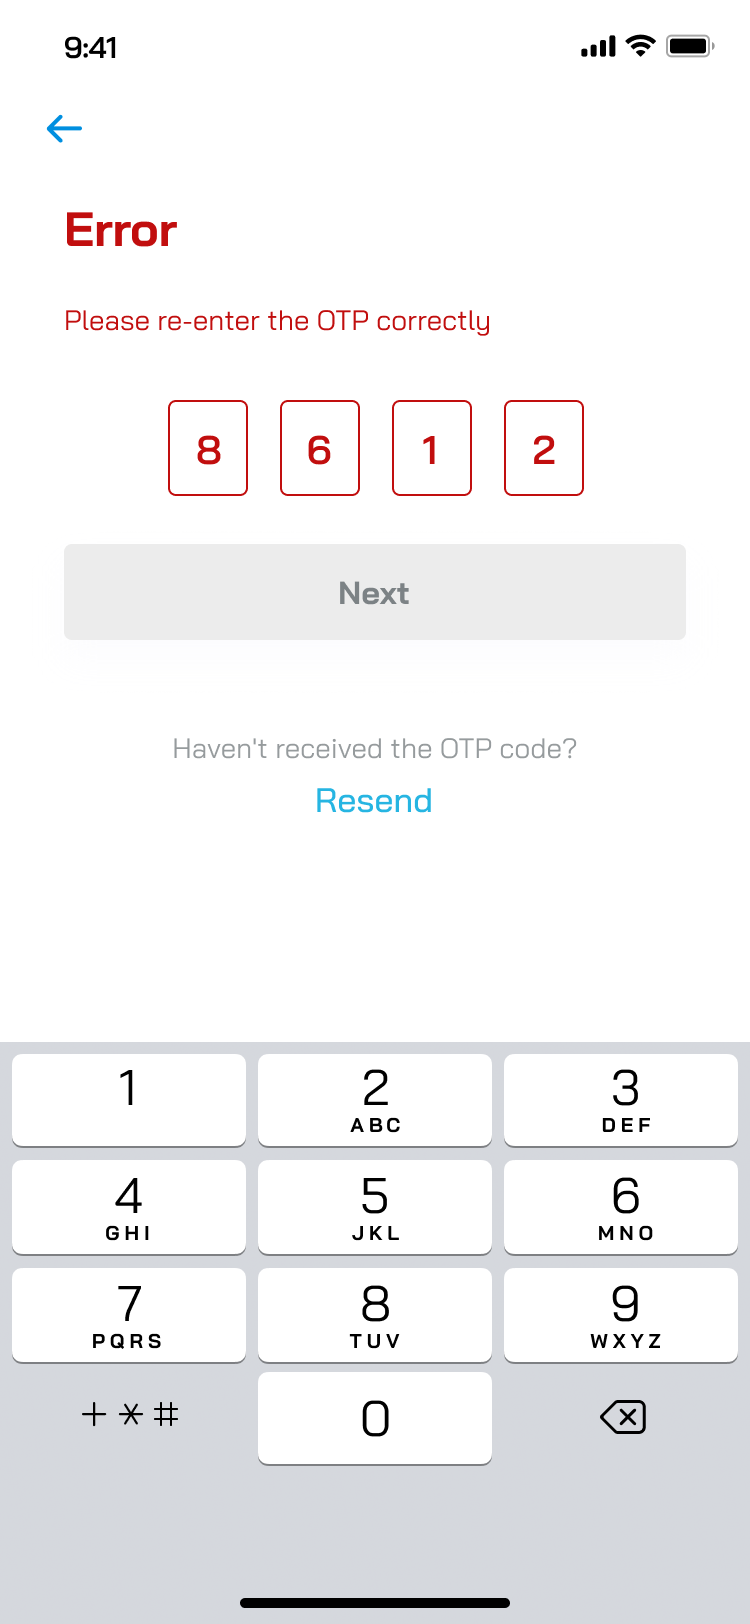 9:41
Error
Please re-enter the OTP correctly
8 6 1 2
Next
Haven't received the OTP code?
Resend
1 2 3
ABC DEF
4 5 6
GHI JKL MNO
7 8 9
PQRS TUV WXYZ
+*# 0